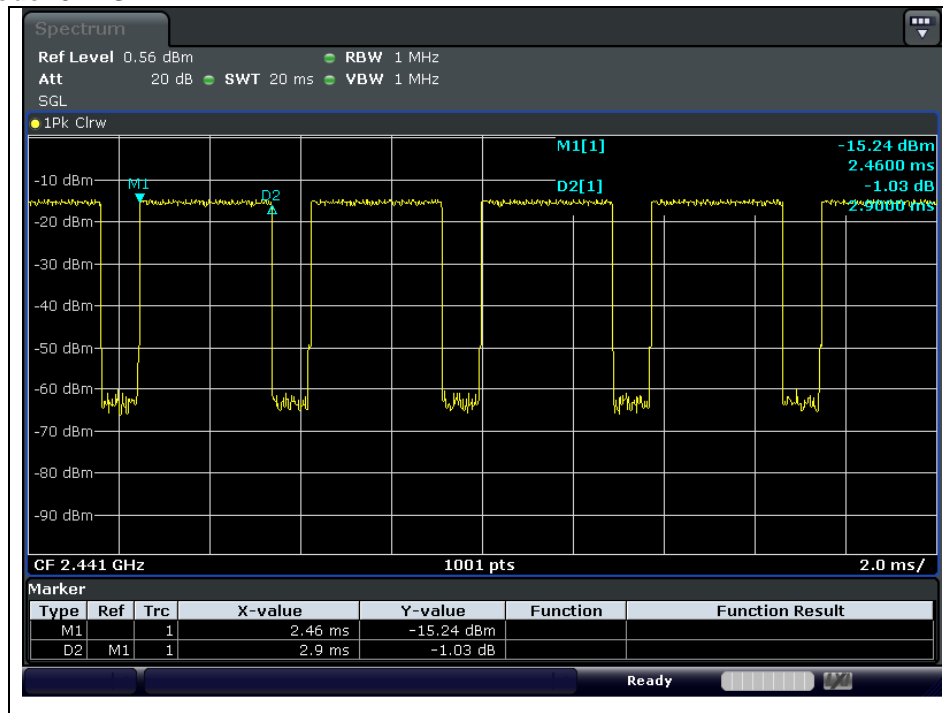 Spectrum
Ref Level 0.56 dBm RBW 1 MHz
Att 20 dB SWT 20 ms VBW 1 MHz
SGL
1Pk Clrw
M1[1] -15.24 dBm
2.4600 ms
D2[1] -1.03 dB
2.9000 ms
M1
D2
-10 dBm
-20 dBm
-30 dBm
-40 dBm
-50 dBm
-60 dBm
-70 dBm
-80 dBm
-90 dBm
CF 2.441 GHz 1001 pts 2.0 ms/
Marker
Type Ref Trc X-value Y-value Function Function Result
M1 1 2.46 ms -15.24 dBm
D2 M1 1 2.9 ms -1.03 dB
Ready